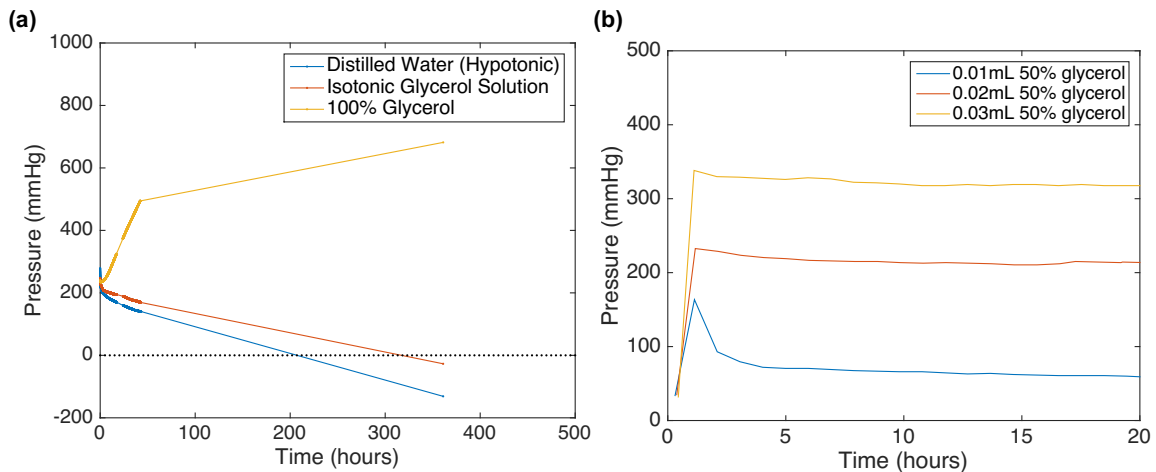 (a)
1000
800
600
400
200
0
-200
0
100
200
300
400
500
Pressure (mmHg)
Time (hours)
Distilled Water (Hypotonic)
Isotonic Glycerol Solution
100% Glycerol
(b)
500
400
300
200
100
0
0
5
10
15
20
Pressure (mmHg)
Time (hours)
0.01mL 50% glycerol
0.02mL 50% glycerol
0.03mL 50% glycerol